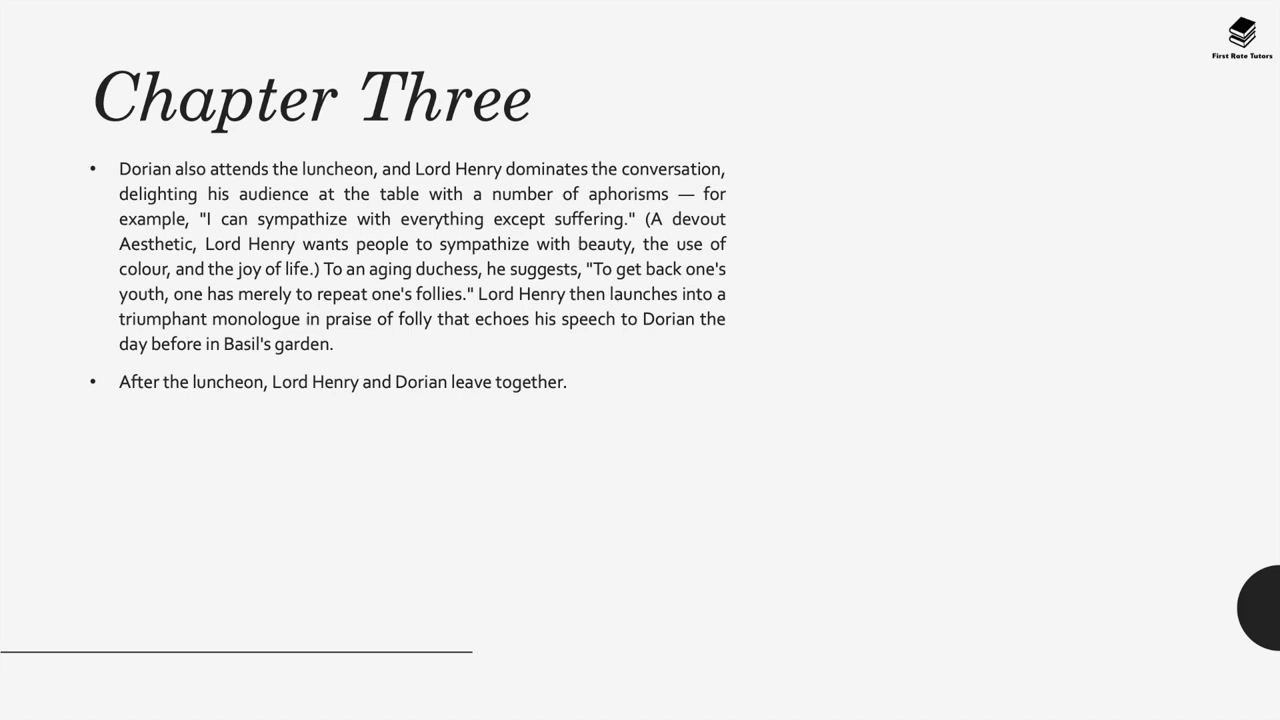 First Rate Tutors
Chapter Three
• Dorian also attends the luncheon, and Lord Henry dominates the conversation,
delighting his audience at the table with a number of aphorisms — for
example, "I can sympathize with everything except suffering." (A devout
Aesthetic, Lord Henry wants people to sympathize with beauty, the use of
colour, and the joy of life.) To an aging duchess, he suggests, "To get back one's
youth, one has merely to repeat one's follies." Lord Henry then launches into a
triumphant monologue in praise of folly that echoes his speech to Dorian the
day before in Basil's garden.
• After the luncheon, Lord Henry and Dorian leave together.